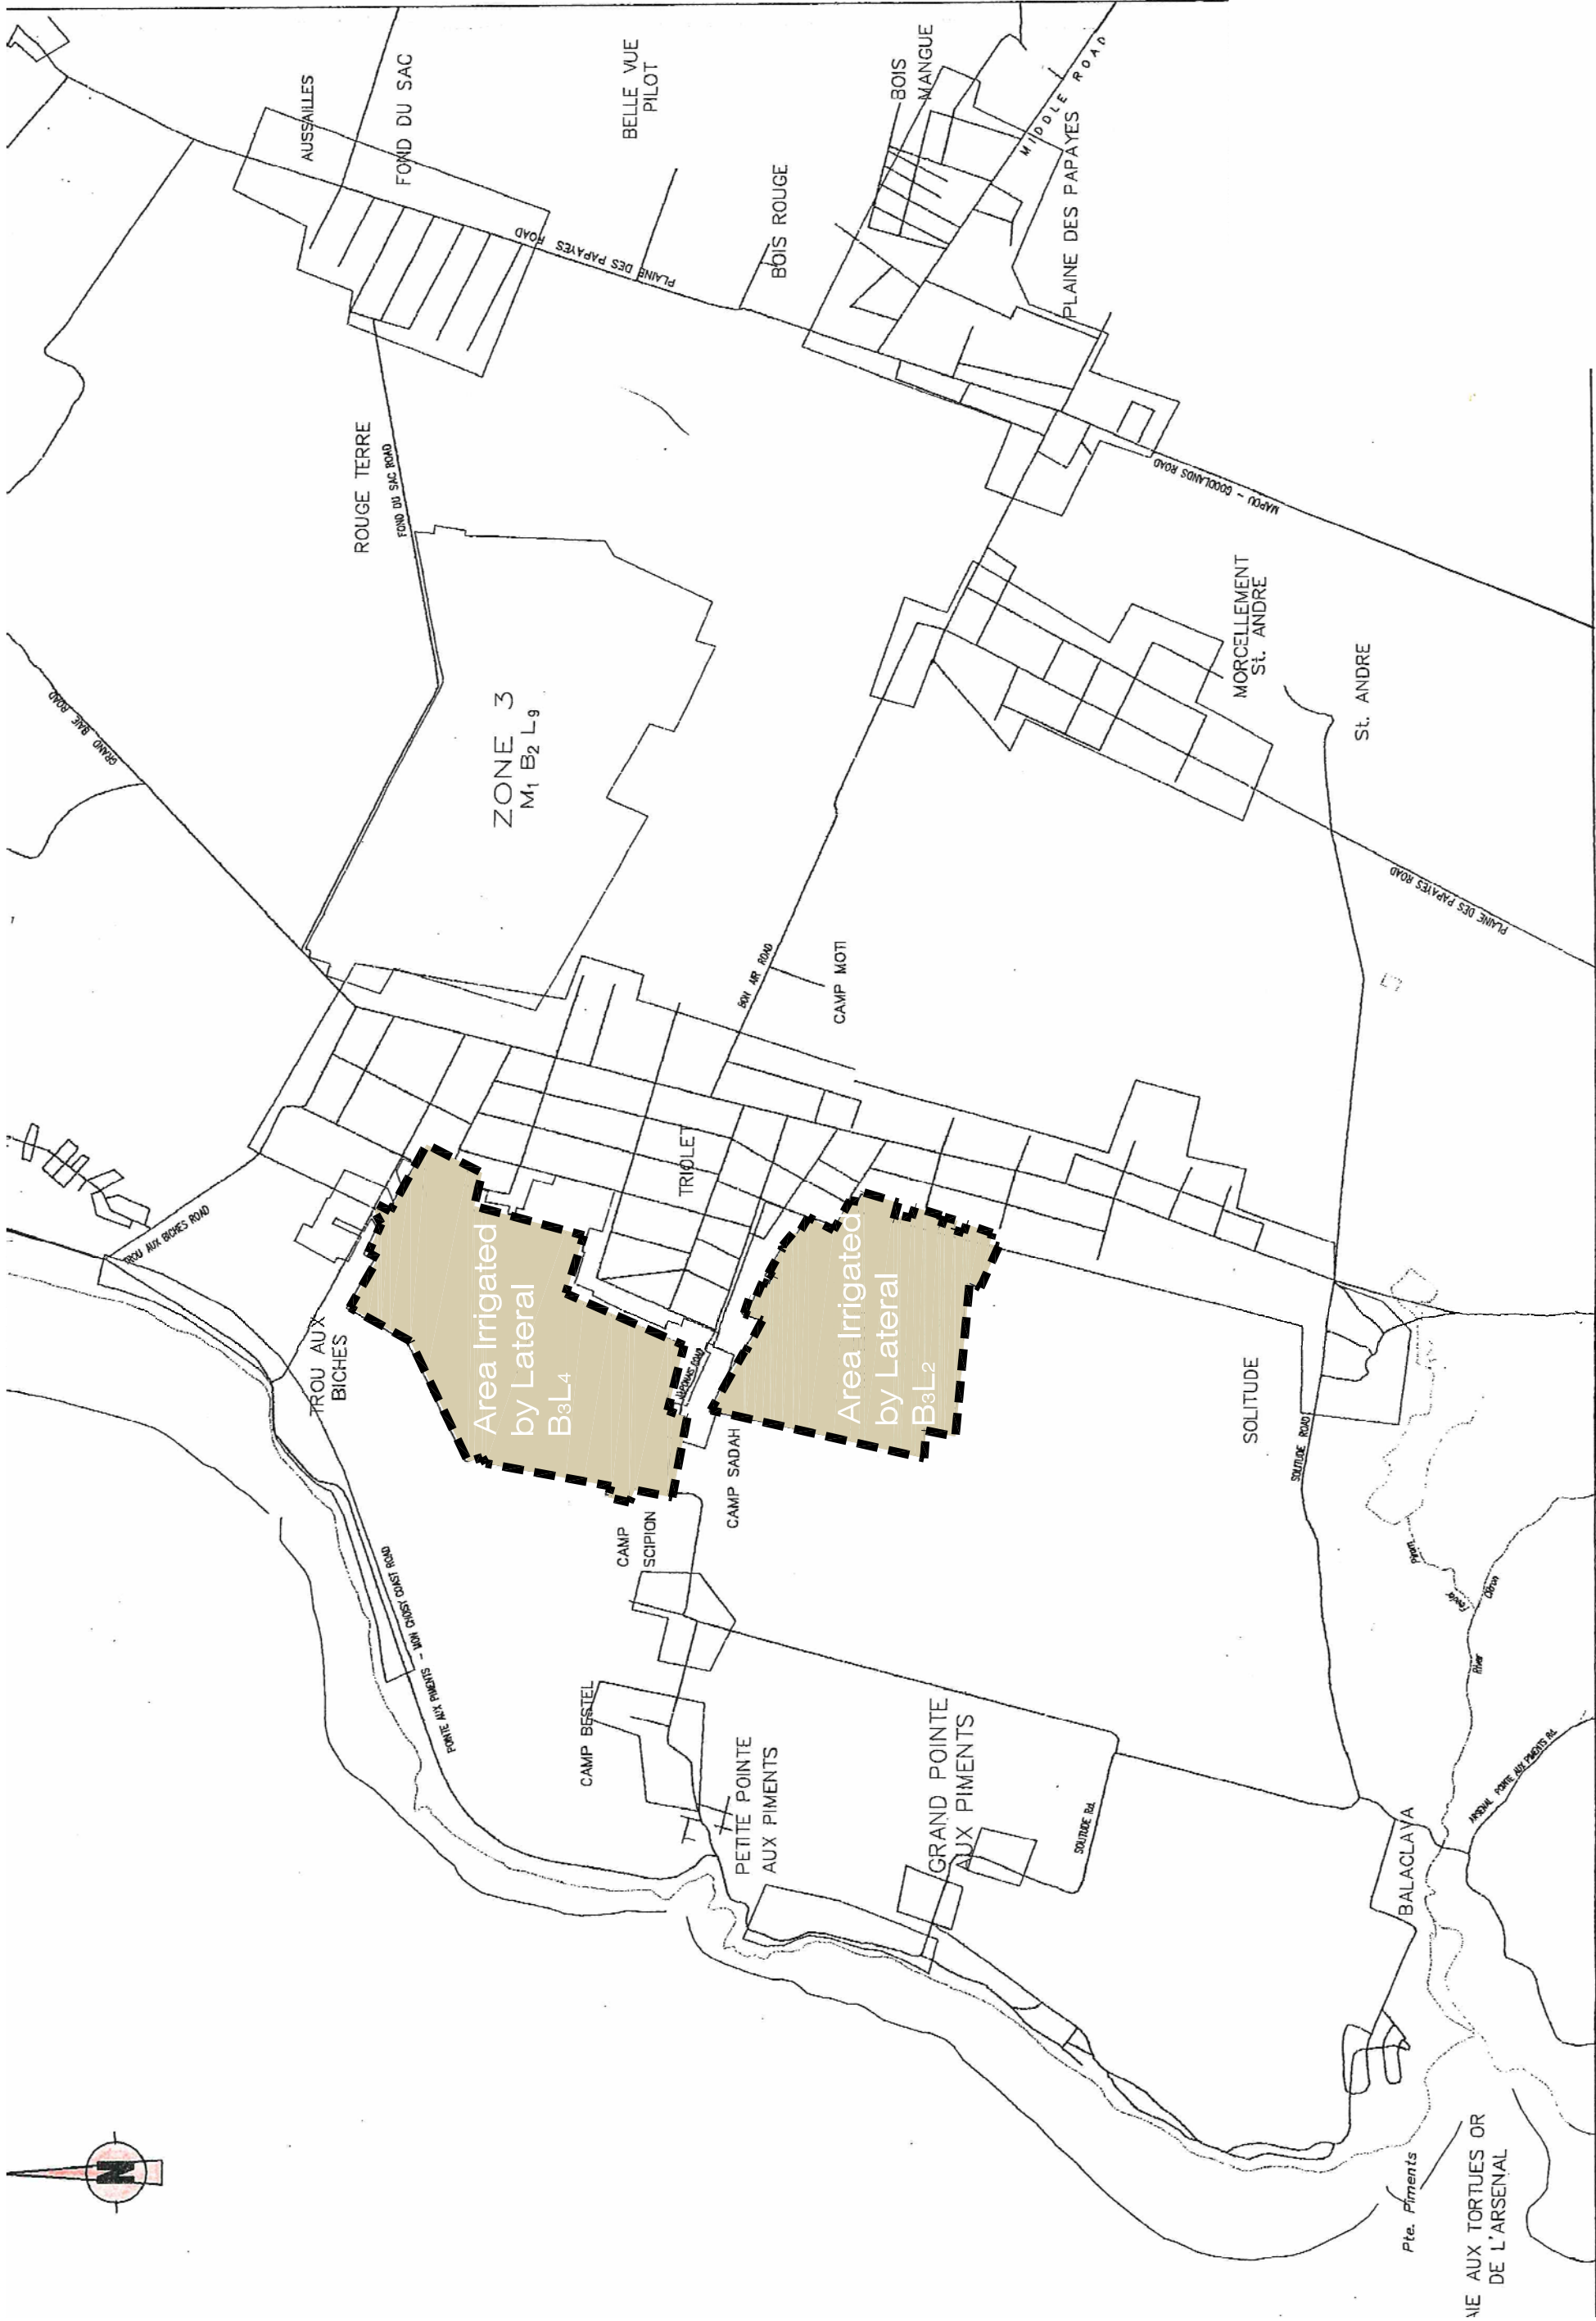 N
AUSSAILLES
FOND DU SAC
BELLE VUE
PILOT
BOIS
MANGUE
MIDDLE ROAD
PLAINE DES PAPAYES
BOIS ROUGE
PLAINE DES PAPAYES ROAD
ROUGE TERRE
FOND DU SAC ROAD
MAPOU - GOODLANDS ROAD
GRAND BAIE ROAD
ZONE 3
M1 B2 L9
MORCELLEMENT
St. ANDRE
St. ANDRE
PLAINE DES PAPAYES ROAD
BON AIR ROAD
CAMP MOTI
TROU AUX BICHES ROAD
TRIOLET
TROU AUX
BICHES
Area Irrigated
by Lateral
B3L4
Area Irrigated
by Lateral
B3L2
CAMP SADAH
CAMP
SCIPION
SOLITUDE
SOLITUDE ROAD
POINTE AUX PIMENTS - MON CHOISY COAST ROAD
CAMP BESTEL
PETITE POINTE
AUX PIMENTS
GRAND POINTE
AUX PIMENTS
SOLITUDE Rd.
River
Citron
BALACLAVA
ARSENAL POINTE AUX PIMENTS Rd.
Pte. Piments
AIE AUX TORTUES OR
DE L'ARSENAL